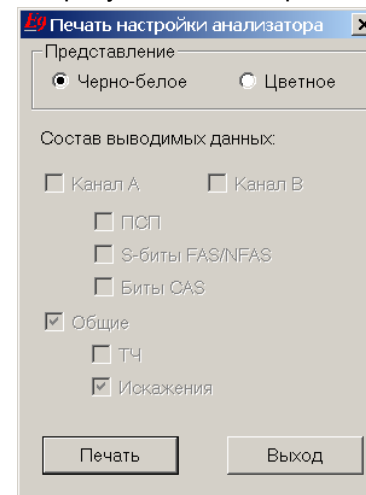 E9 Печать настройки анализатора
Представление
Черно-белое Цветное
Состав выводимых данных:
Канал A Канал B
ПСП
S-биты FAS/NFAS
Биты CAS
Общие
ТЧ
Искажения
Печать Выход